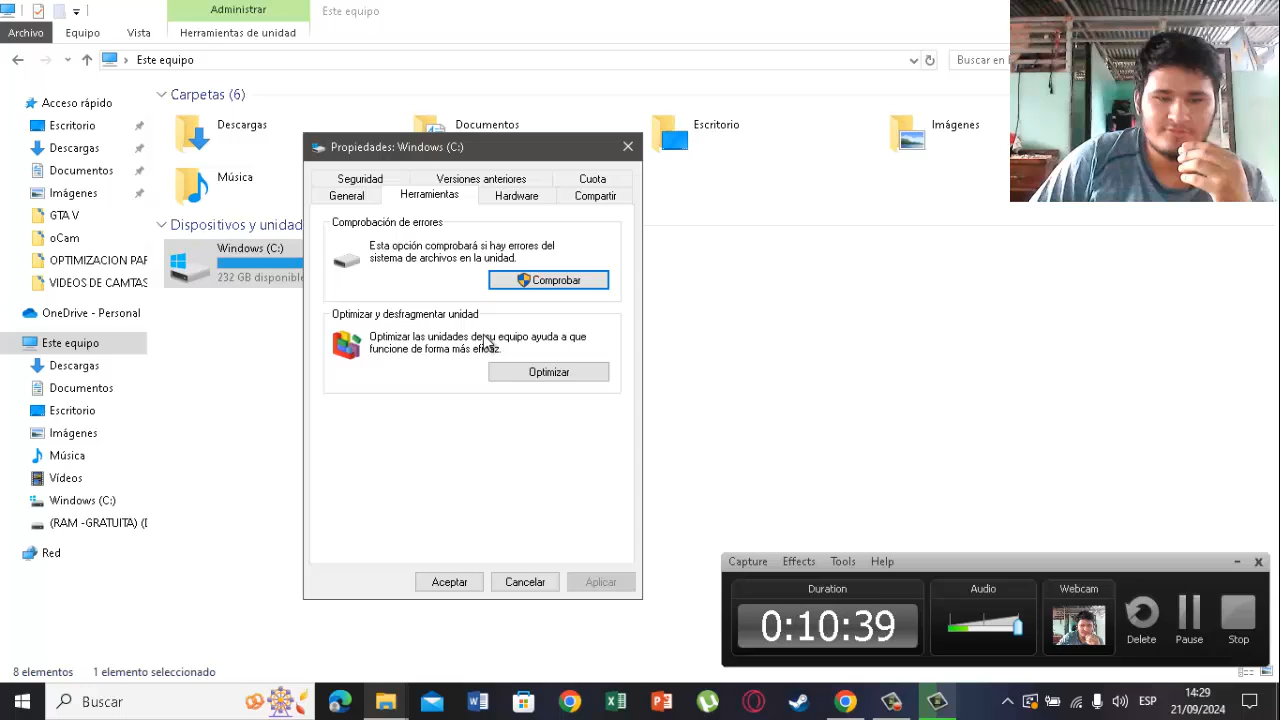 Administrar
Este equipo
Archivo
Equipo
Vista
Herramientas de unidad
Este equipo
Buscar en
Acceso rápido
Escritorio
Descargas
Documentos
Imágenes
GTA V
oCam
OPTIMIZACION PAR
VIDEOS DE CAMTAS
OneDrive - Personal
Este equipo
Descargas
Documentos
Escritorio
Imágenes
Música
Vídeos
Windows (C:)
(RAM -GRATUITA) (I
Red
Carpetas (6)
Descargas
Documentos
Escritorio
Imágenes
Música
Dispositivos y unidad
Windows (C:)
232 GB disponible
Propiedades: Windows (C:)
Seguridad
Versiones anteriores
Cuota
General
Herramientas
Hardware
Compartir
Comprobación de errores
Esta opción comprobará si hay errores del
sistema de archivos en la unidad.
Comprobar
Optimizar y desfragmentar unidad
Optimizar las unidades de su equipo ayuda a que
funcione de forma más eficaz.
Optimizar
Aceptar
Cancelar
Aplicar
Capture
Effects
Tools
Help
Duration
0:10:39
Audio
Webcam
Delete
Pause
Stop
8 elementos
1 elemento seleccionado
Buscar
ESP
14:29
21/09/2024